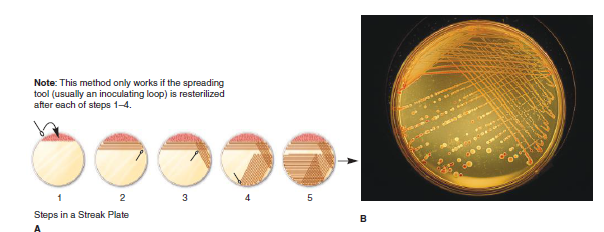 Note: This method only works if the spreading
tool (usually an inoculating loop) is resterilized
after each of steps 1–4.
1 2 3 4 5
Steps in a Streak Plate
A
B